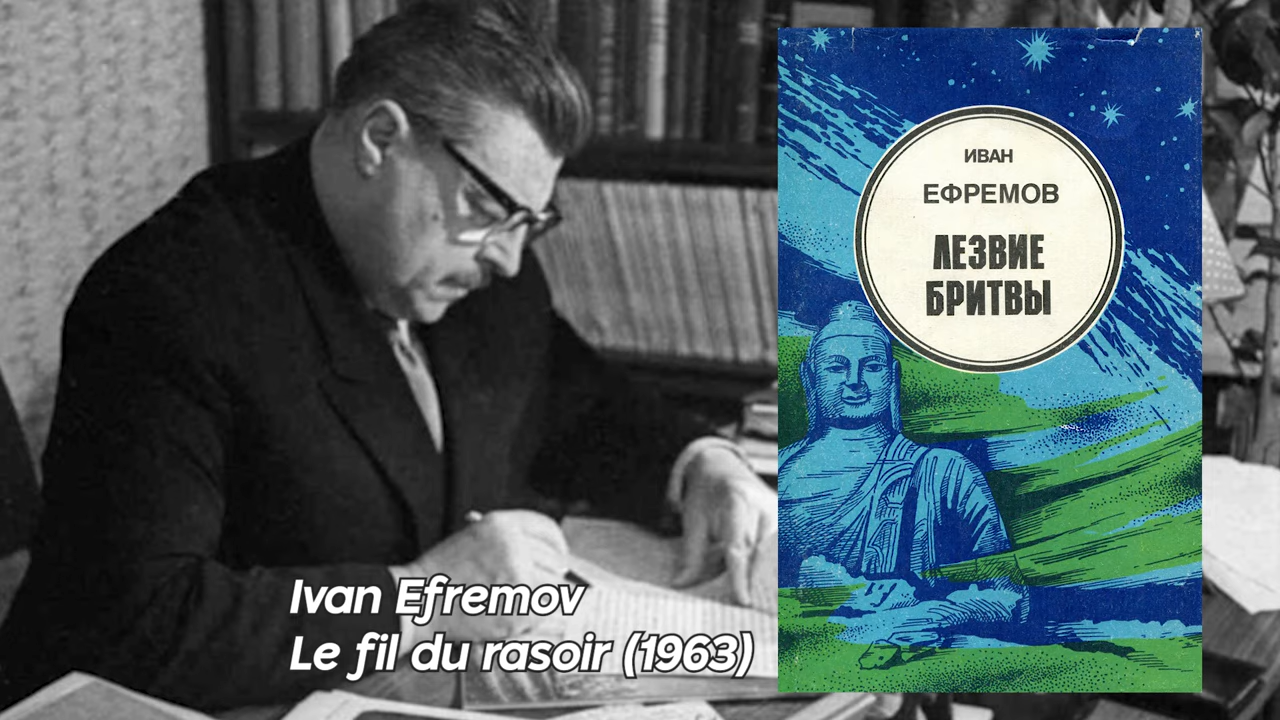 Ivan Efremov
Le fil du rasoir (1963)
ИВАН
ЕФРЕМОВ
ЛЕЗВИЕ
БРИТВЫ